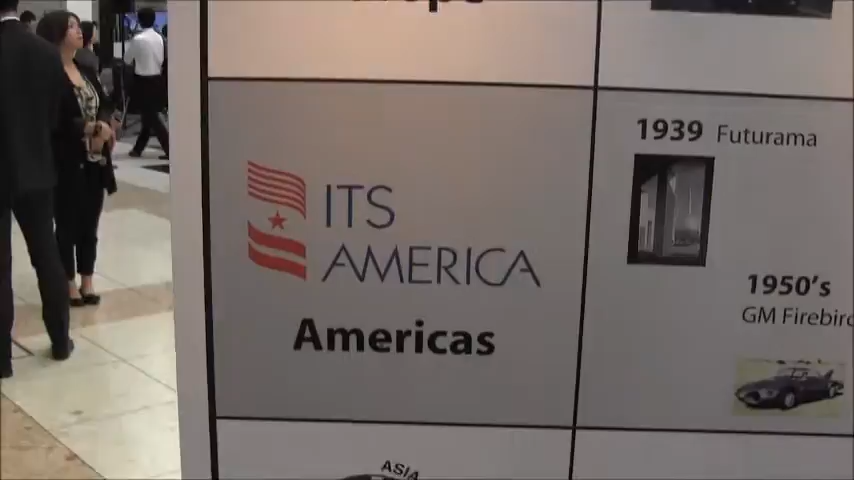 ITS
AMERICA
Americas
1939 Futurama
1950's
GM Firebird
ASIA